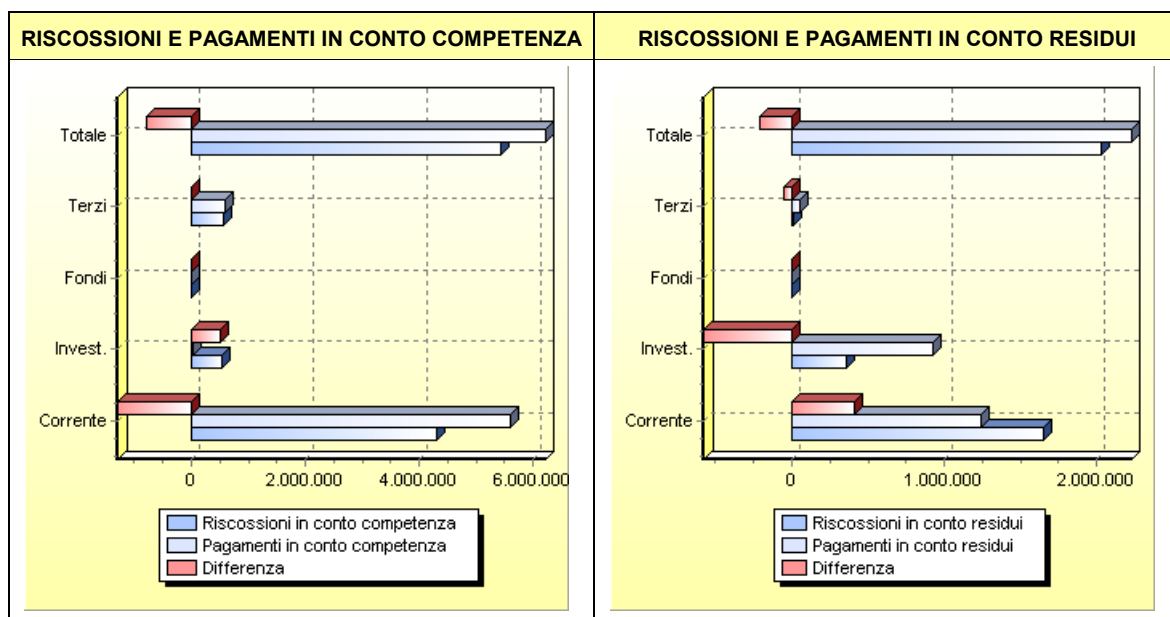 RISCOSSIONI E PAGAMENTI IN CONTO COMPETENZA
Totale
Terzi
Fondi
Invest.
Corrente
0 2.000.000 4.000.000 6.000.000
Riscossioni in conto competenza
Pagamenti in conto competenza
Differenza
RISCOSSIONI E PAGAMENTI IN CONTO RESIDUI
Totale
Terzi
Fondi
Invest.
Corrente
0 1.000.000 2.000.000
Riscossioni in conto residui
Pagamenti in conto residui
Differenza